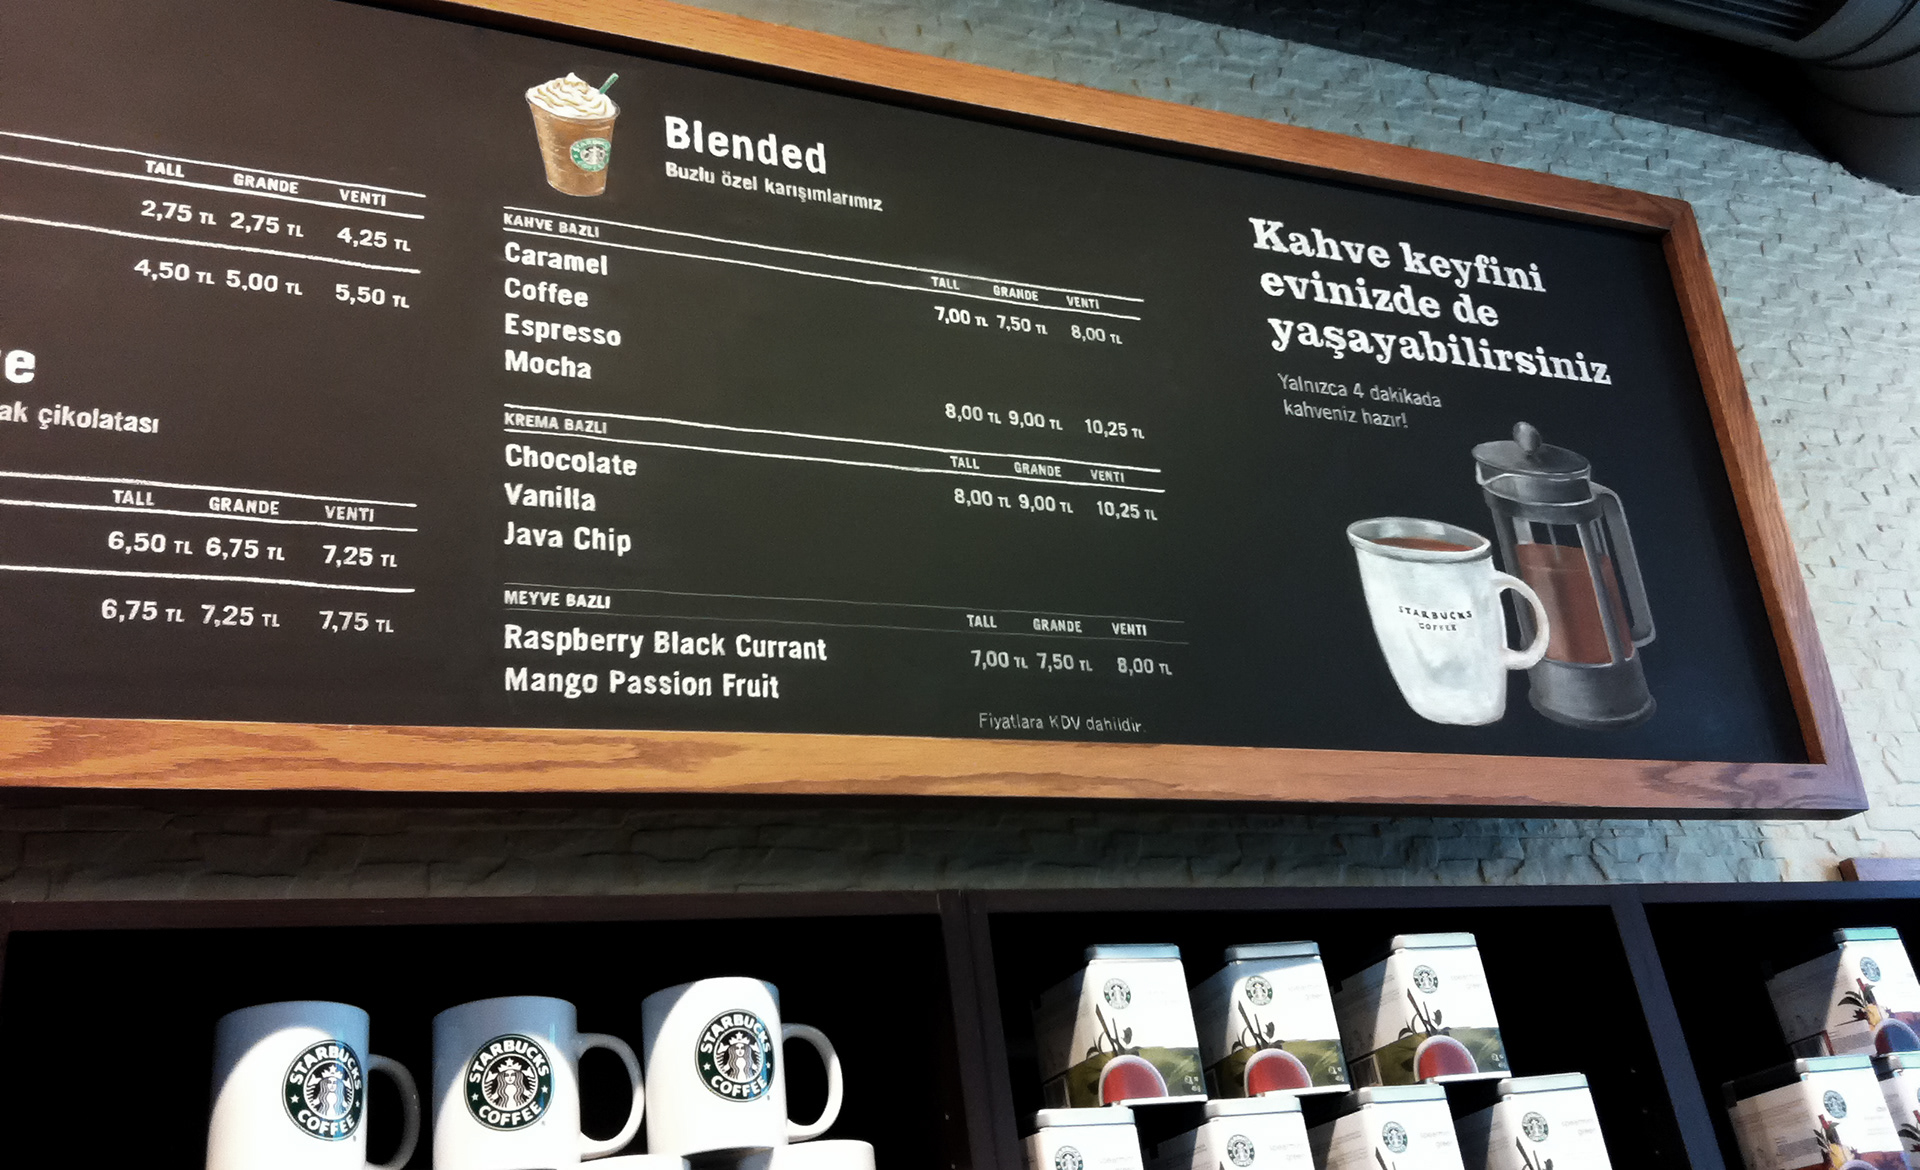 TALL GRANDE VENTI
2,75 TL 2,75 TL 4,25 TL
4,50 TL 5,00 TL 5,50 TL
e
ak çikolatası
TALL GRANDE VENTI
6,50 TL 6,75 TL 7,25 TL
6,75 TL 7,25 TL 7,75 TL
Blended
Buzlu özel karışımlarımız
KAHVE BAZLI
TALL GRANDE VENTI
Caramel
Coffee 7,00 TL 7,50 TL 8,00 TL
Espresso
Mocha
8,00 TL 9,00 TL 10,25 TL
KREMA BAZLI
TALL GRANDE VENTI
Chocolate
Vanilla 8,00 TL 9,00 TL 10,25 TL
Java Chip
MEYVE BAZLI
TALL GRANDE VENTI
Raspberry Black Currant 7,00 TL 7,50 TL 8,00 TL
Mango Passion Fruit
Fiyatlara KDV dahildir.
Kahve keyfini
evinizde de
yaşayabilirsiniz
Yalnızca 4 dakikada
kahveniz hazır!
STARBUCKS
COFFEE
STARBUCKS
COFFEE
STARBUCKS
COFFEE
STARBUCKS
COFFEE